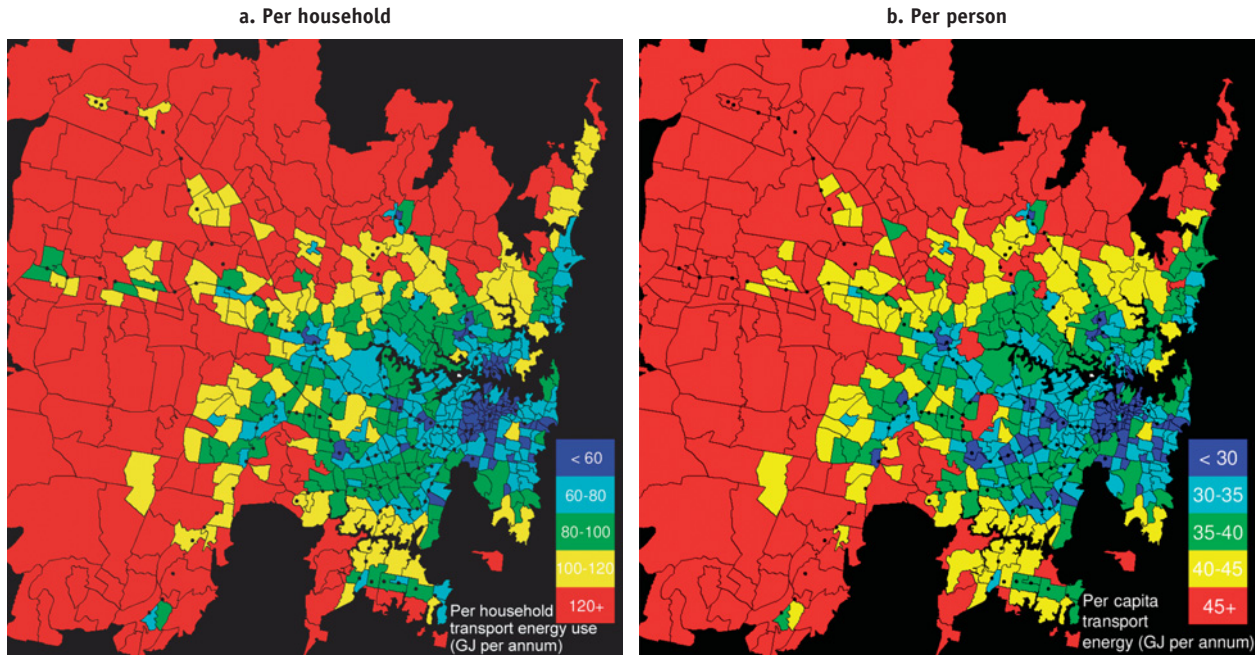 a. Per household
b. Per person
< 60
60-80
80-100
100-120
120+
Per household
transport energy use
(GJ per annum)
< 30
30-35
35-40
40-45
45+
Per capita
transport
energy (GJ per annum)